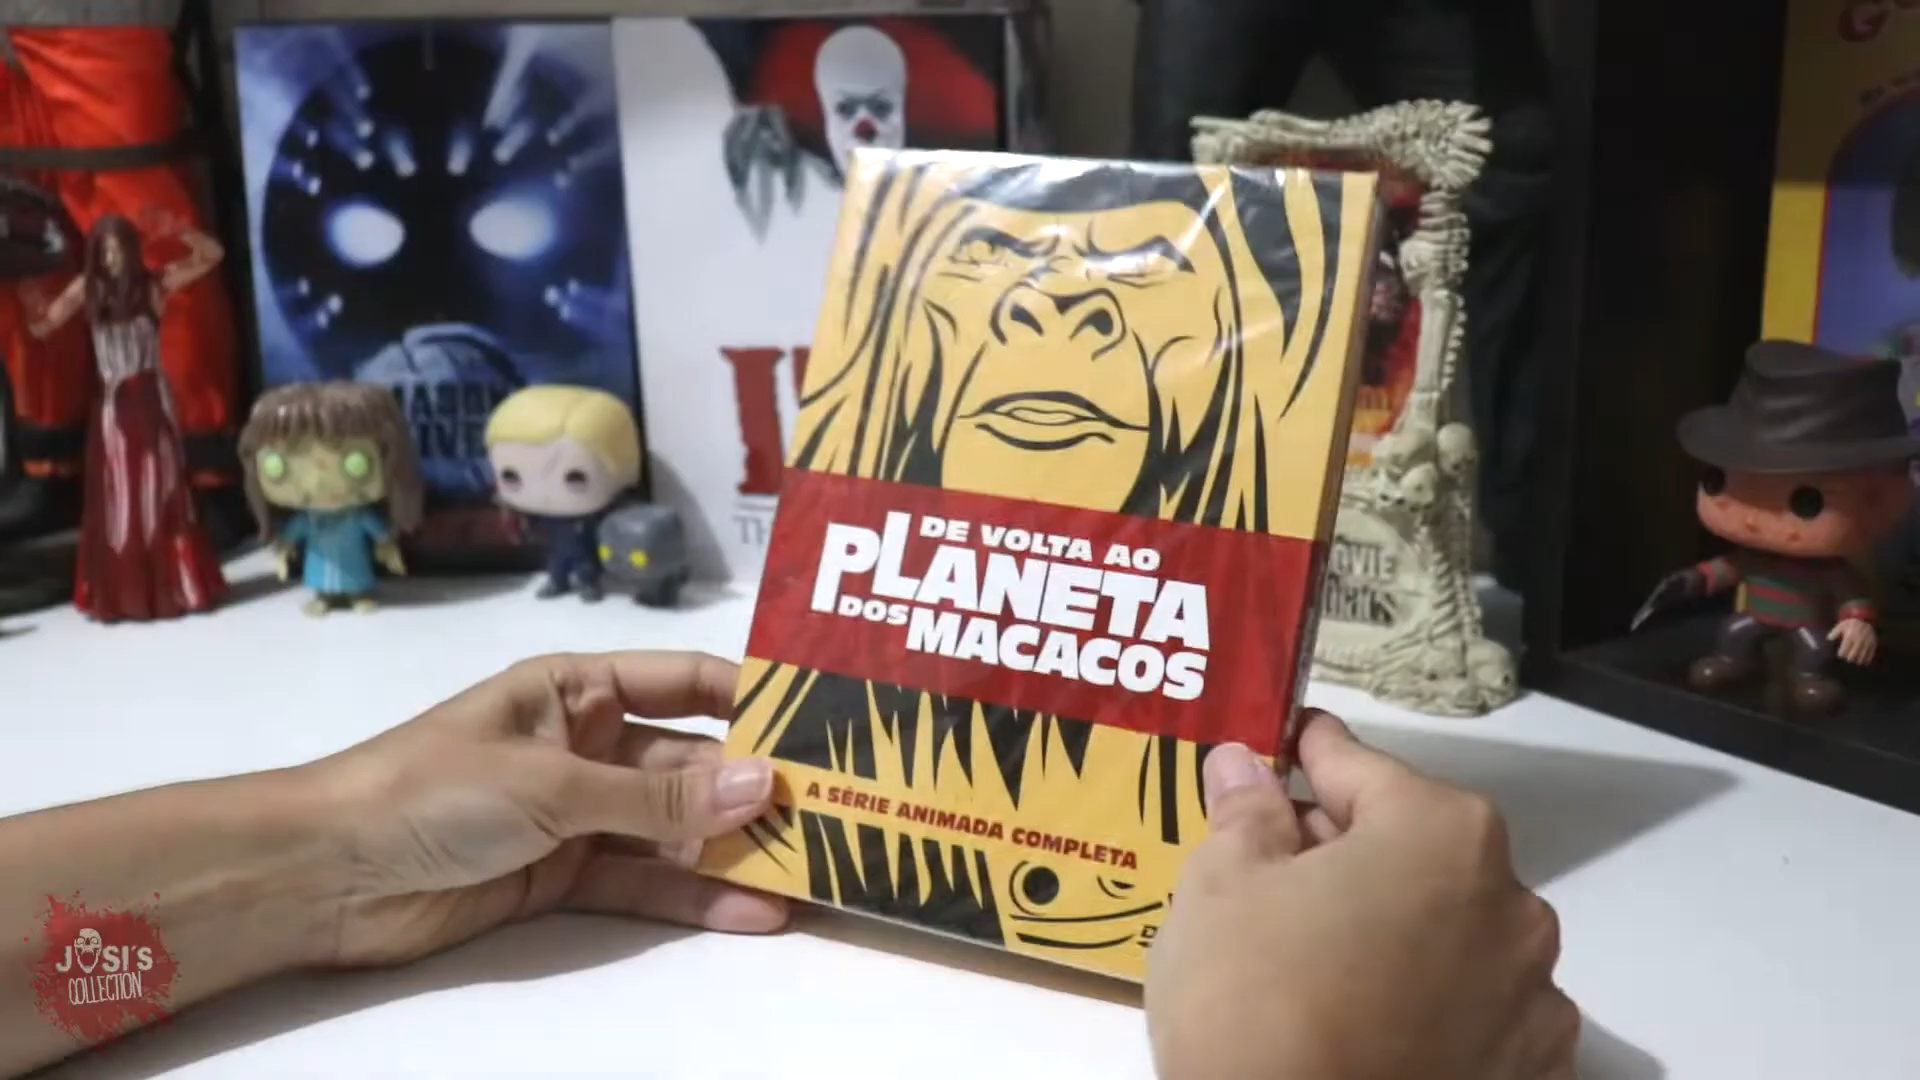 DE VOLTA AO
PLANETA
DOS MACACOS
A SÉRIE ANIMADA COMPLETA
JOSI'S
COLLECTION